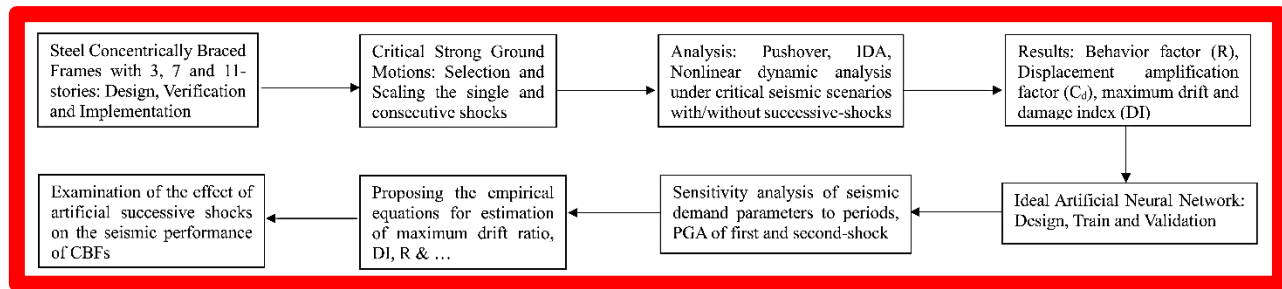 Steel Concentrically Braced
Frames with 3, 7 and 11-
stories: Design, Verification
and Implementation
Critical Strong Ground
Motions: Selection and
Scaling the single and
consecutive shocks
Analysis: Pushover, IDA,
Nonlinear dynamic analysis
under critical seismic scenarios
with/without successive-shocks
Results: Behavior factor (R),
Displacement amplification
factor (Cd), maximum drift and
damage index (DI)
Ideal Artificial Neural Network:
Design, Train and Validation
Sensitivity analysis of seismic
demand parameters to periods,
PGA of first and second-shock
Proposing the empirical
equations for estimation
of maximum drift ratio,
DI, R & ...
Examination of the effect of
artificial successive shocks
on the seismic performance
of CBFs